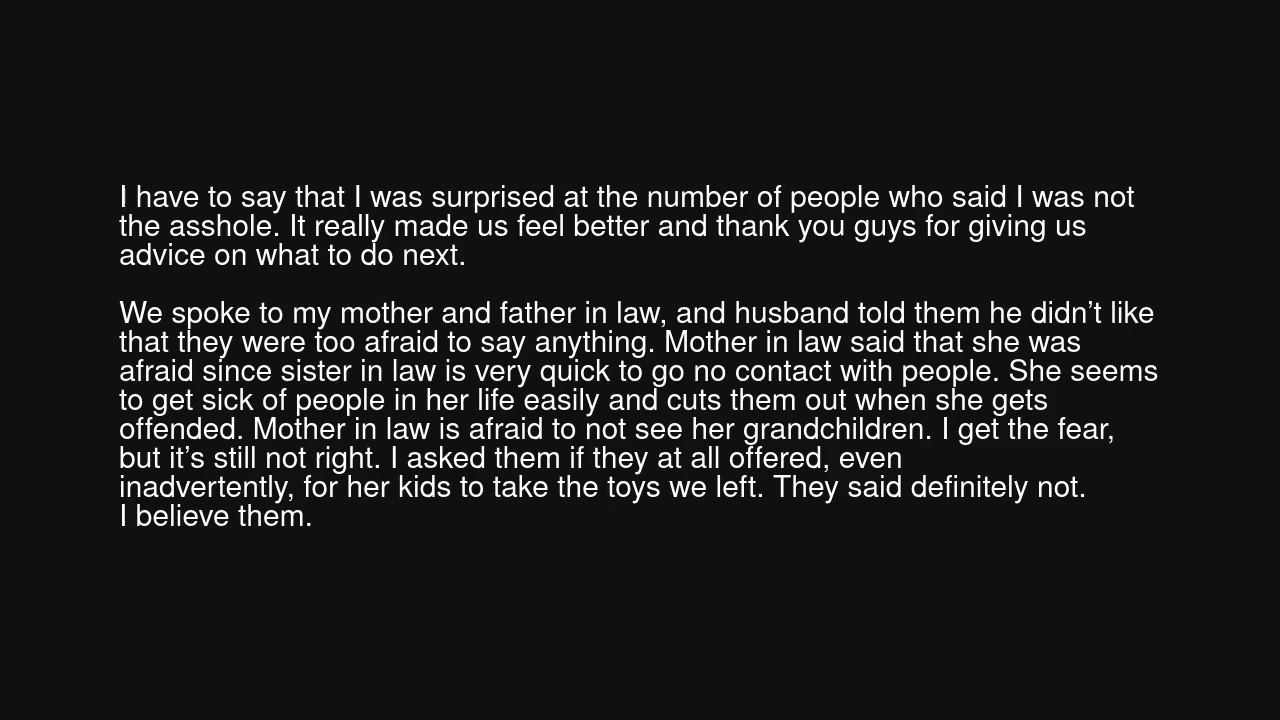 I have to say that I was surprised at the number of people who said I was not
the asshole. It really made us feel better and thank you guys for giving us
advice on what to do next.
We spoke to my mother and father in law, and husband told them he didn’t like
that they were too afraid to say anything. Mother in law said that she was
afraid since sister in law is very quick to go no contact with people. She seems
to get sick of people in her life easily and cuts them out when she gets
offended. Mother in law is afraid to not see her grandchildren. I get the fear,
but it’s still not right. I asked them if they at all offered, even
inadvertently, for her kids to take the toys we left. They said definitely not.
I believe them.